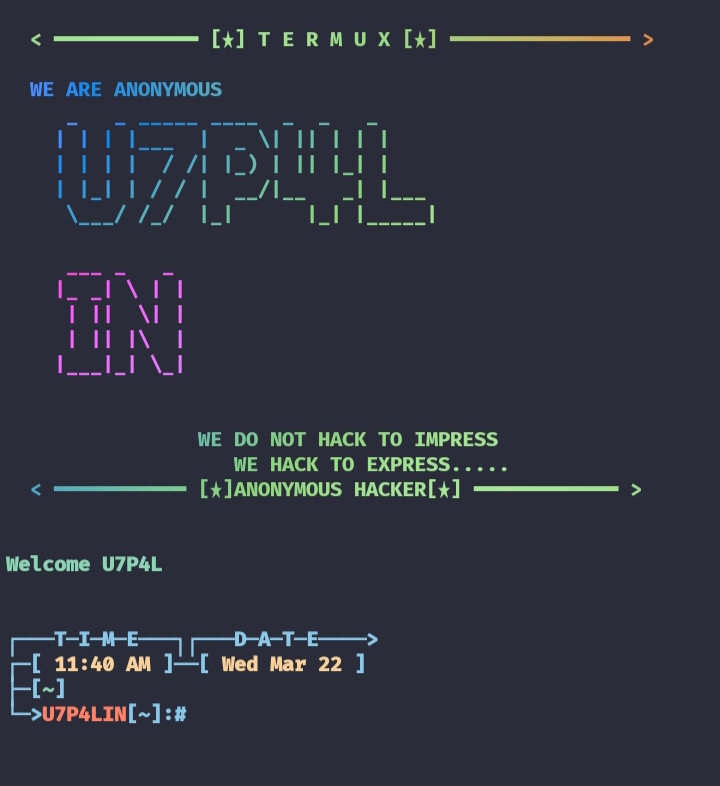 < ━━━━━━━━━━━━ [★] T E R M U X [★] ━━━━━━━━━━━━━━━ >
WE ARE ANONYMOUS
U7P4L
IN
WE DO NOT HACK TO IMPRESS
WE HACK TO EXPRESS.....
< ━━━━━━━━━━━ [★]ANONYMOUS HACKER[★] ━━━━━━━━━━━━ >
Welcome U7P4L
┌───T─I─M─E───┐┌───D─A─T─E────>
┌─[ 11:40 AM ]──[ Wed Mar 22 ]
├─[~]
└─>U7P4LIN[~]:#